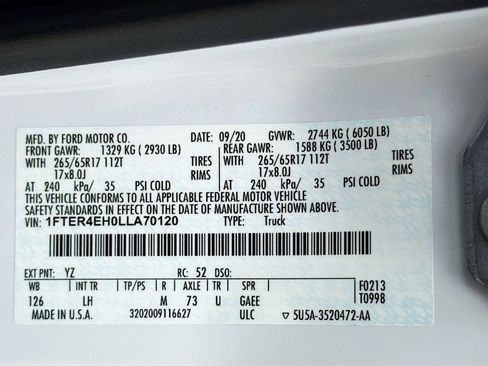 MFD. BY FORD MOTOR CO. DATE: 09/20 GVWR: 2744 KG ( 6050 LB)
FRONT GAWR: 1329 KG ( 2930 LB) REAR GAWR: 1588 KG ( 3500 LB)
WITH 265/65R17 112T TIRES WITH 265/65R17 112T TIRES
17x8.0J RIMS 17x8.0J RIMS
AT 240 kPa/ 35 PSI COLD AT 240 kPa/ 35 PSI COLD
THIS VEHICLE CONFORMS TO ALL APPLICABLE FEDERAL MOTOR VEHICLE
SAFETY STANDARDS IN EFFECT ON THE DATE OF MANUFACTURE SHOWN ABOVE.
VIN: 1FTER4EH0LLA70120 TYPE: Truck
EXT PNT: YZ RC: 52 DSO:
WB INT TR TP/PS R AXLE TR SPR F0213
126 LH M 73 U GAEE T0998
MADE IN U.S.A. 3202009116627 ULC ▽ 5U5A-3520472-AA